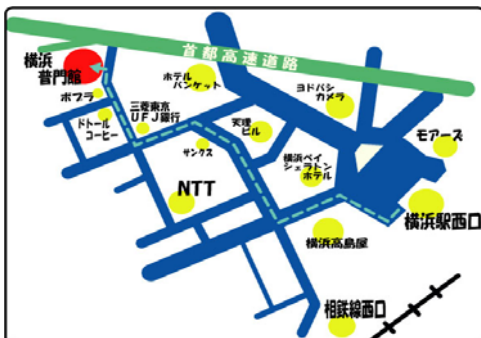 首都高速道路
横浜
普門館
ポプラ
ドトール
コーヒー
三菱東京
UFJ銀行
ホテル
バンケット
ヨドバシ
カメラ
モアーズ
天理
ビル
サンクス
横浜ベイ
シェラトン
ホテル
NTT
横浜駅西口
横浜高島屋
相鉄線西口